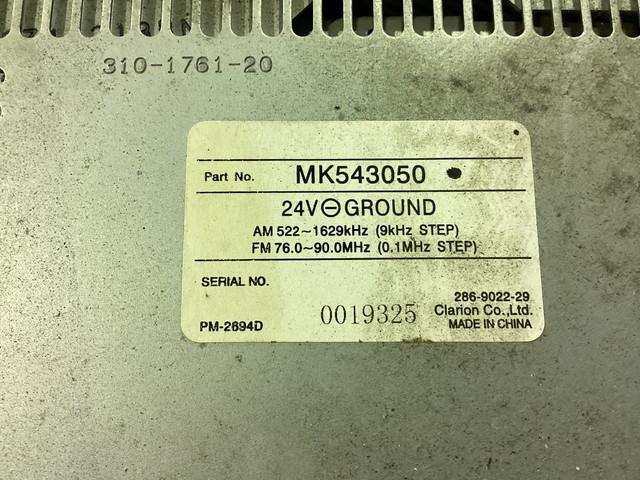 310-1761-20
Part No. MK543050
24V⊖GROUND
AM 522~1629kHz (9kHz STEP)
FM 76.0~90.0MHz (0.1MHz STEP)
SERIAL NO.
286-9022-29
0019325 Clarion Co.,Ltd.
PM-2694D MADE IN CHINA